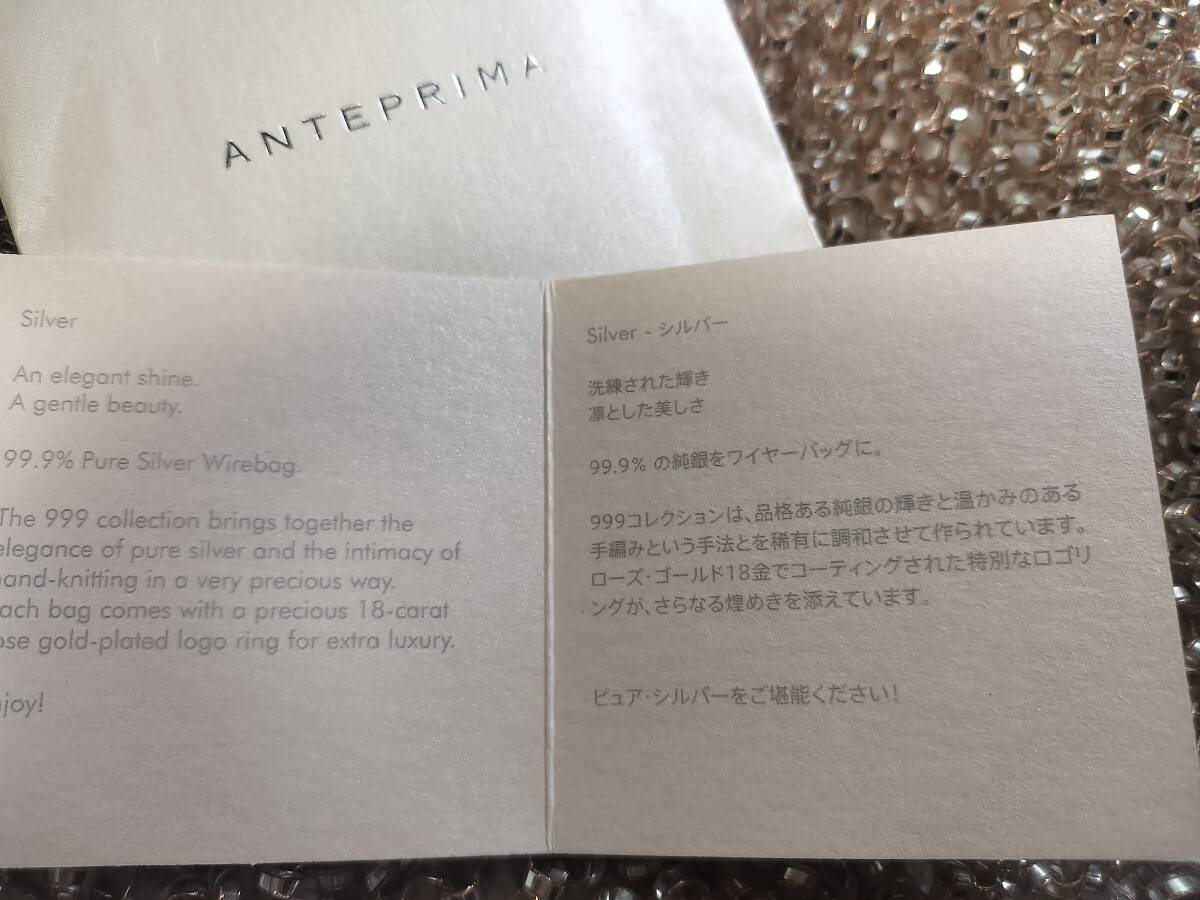 ANTEPRIMA
Silver
An elegant shine.
A gentle beauty.
99.9% Pure Silver Wirebag.
The 999 collection brings together the
elegance of pure silver and the intimacy of
hand-knitting in a very precious way.
ach bag comes with a precious 18-carat
ose gold-plated logo ring for extra luxury.
joy!
Silver - シルバー
洗練された輝き
凛とした美しさ
99.9% の純銀をワイヤーバッグに。
999コレクションは、品格ある純銀の輝きと温かみのある
手編みという手法とを稀有に調和させて作られています。
ローズ・ゴールド18金でコーティングされた特別なロゴリ
ングが、さらなる煌めきを添えています。
ピュア・シルバーをご堪能ください！